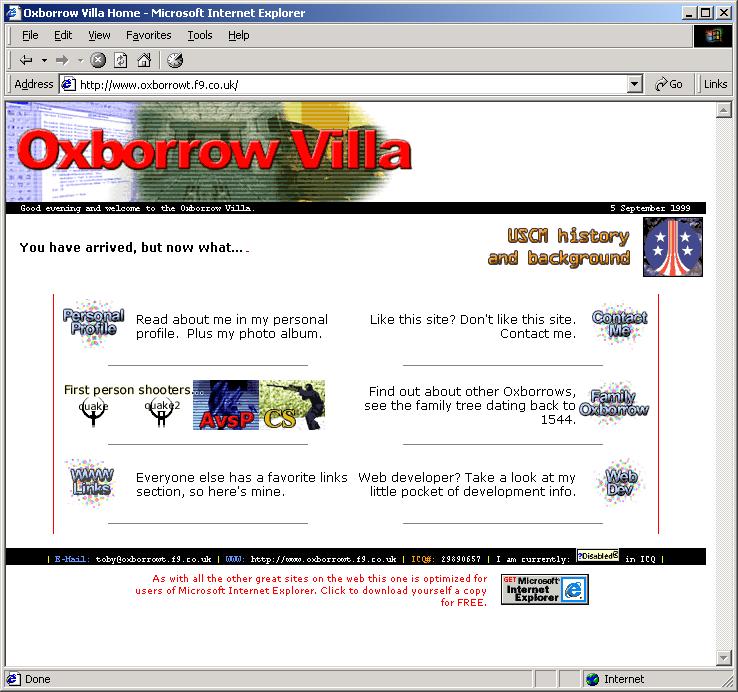 Oxborrow Villa Home - Microsoft Internet Explorer
File Edit View Favorites Tools Help
Address http://www.oxborrowt.f9.co.uk/ Go Links
Oxborrow Villa
Good evening and welcome to the Oxborrow Villa. 5 September 1999
You have arrived, but now what....
USCM history
and background
Personal
Profile
Read about me in my personal
profile. Plus my photo album.
Like this site? Don't like this site.
Contact me.
Contact
Me
First person shooters...
quake
quake2
AvsP
CS
Find out about other Oxborrows,
see the family tree dating back to
1544.
Family
Oxborrow
WWW
Links
Everyone else has a favorite links
section, so here's mine.
Web developer? Take a look at my
little pocket of development info.
Web
Dev
| E-Mail: toby@oxborrowt.f9.co.uk | WWW: http://www.oxborrowt.f9.co.uk | ICQ#: 29890657 | I am currently: ?Disabled© in ICQ |
As with all the other great sites on the web this one is optimized for
users of Microsoft Internet Explorer. Click to download yourself a copy
for FREE.
GET Microsoft
Internet
Explorer
Done Internet